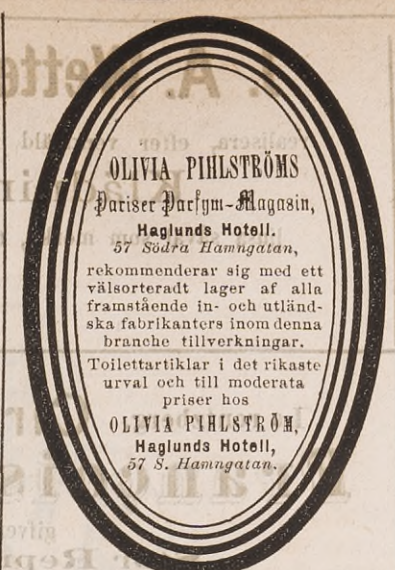 OLIVIA PIHLSTRÖMS
Pariser Parfym-Magasin,
Haglunds Hotell.
57 Södra Hamngatan,
rekommenderar sig med ett
välsorteradt lager af alla
framstående in- och utländ-
ska fabrikanters inom denna
branche tillverkningar.
Toilettartiklar i det rikaste
urval och till moderata
priser hos
OLIVIA PIHLSTRÖM,
Haglunds Hotell,
57 S. Hamngatan.